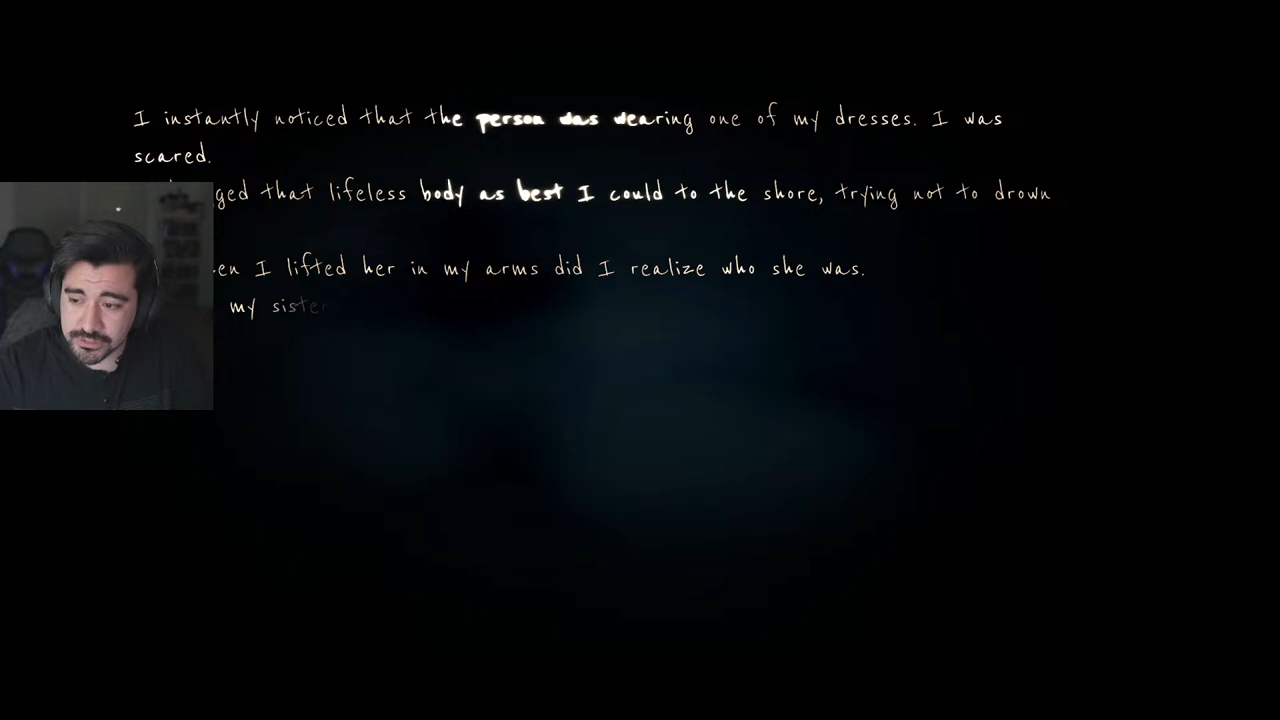 I instantly noticed that the person was wearing one of my dresses. I was
scared.
that lifeless body as best I could to the shore, trying not to drown
I lifted her in my arms did I realize who she was.
my sister